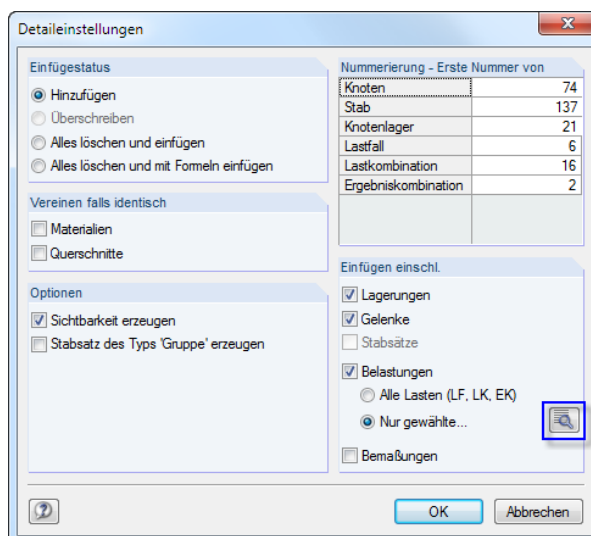 Detaileinstellungen
Einfügestatus
Hinzufügen
Überschreiben
Alles löschen und einfügen
Alles löschen und mit Formeln einfügen
Vereinen falls identisch
Materialien
Querschnitte
Optionen
Sichtbarkeit erzeugen
Stabsatz des Typs 'Gruppe' erzeugen
Nummerierung - Erste Nummer von
Knoten 74
Stab 137
Knotenlager 21
Lastfall 6
Lastkombination 16
Ergebniskombination 2
Einfügen einschl.
Lagerungen
Gelenke
Stabsätze
Belastungen
Alle Lasten (LF, LK, EK)
Nur gewählte...
Bemaßungen
OK
Abbrechen